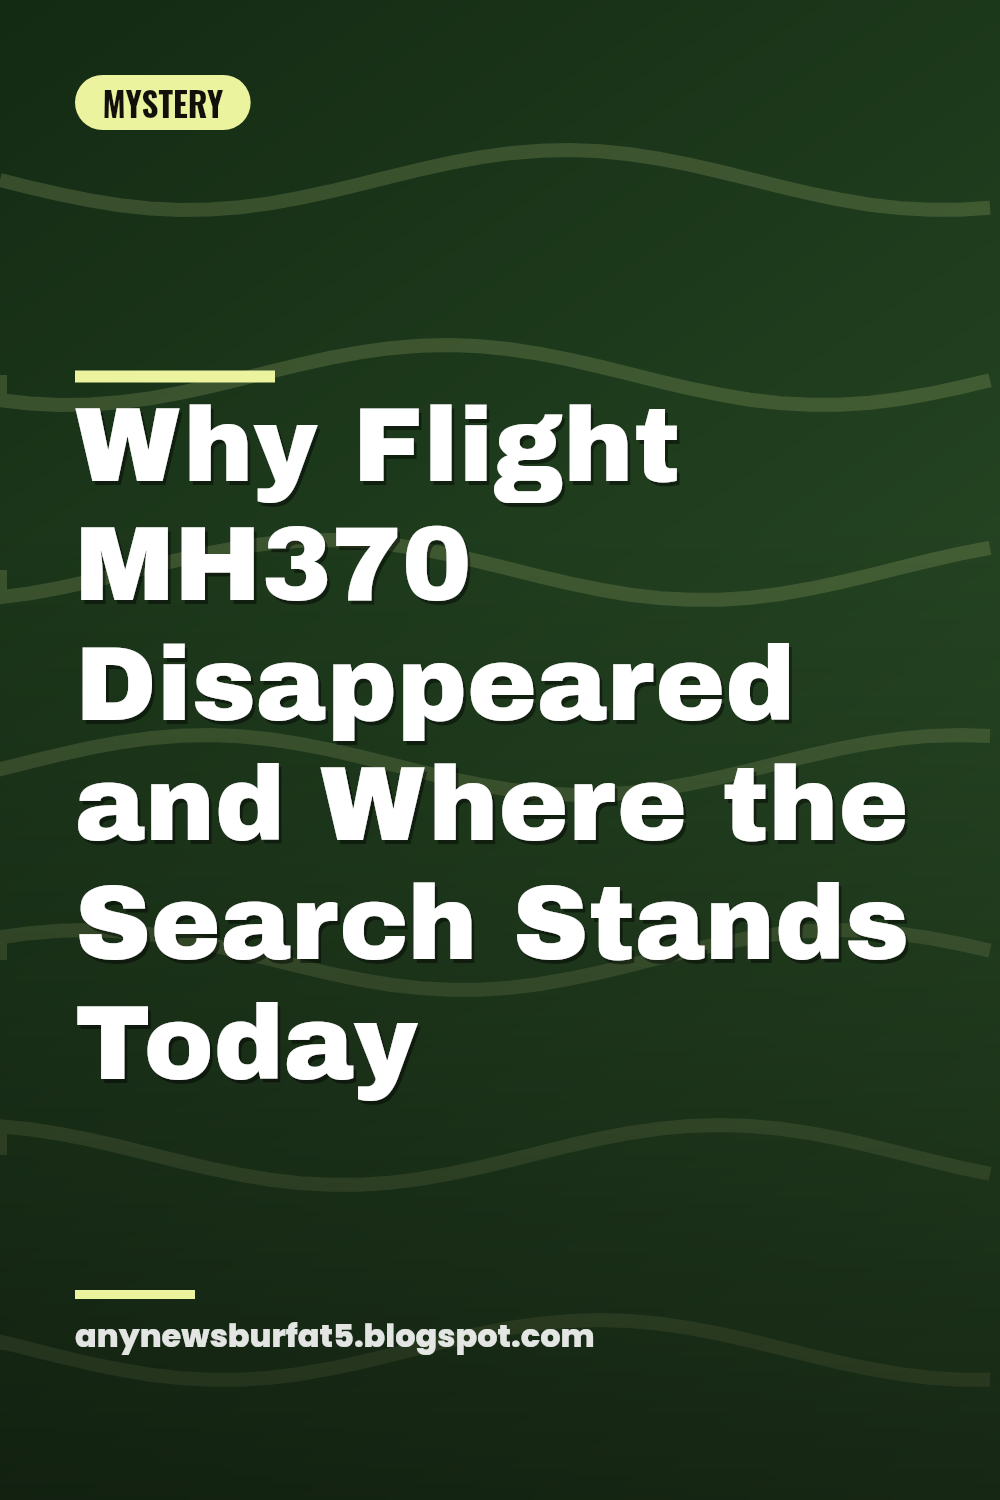 MYSTERY
Why Flight
MH370
Disappeared
and Where the
Search Stands
Today
anynewsburfat5.blogspot.com